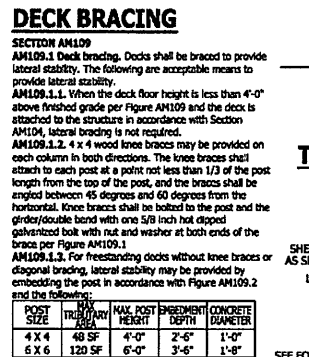 DECK BRACING
SECTION AM109
AM109.1 Deck bracing. Decks shall be braced to provide
lateral stability. The following are acceptable means to
provide lateral stability.
AM109.1.1. When the deck floor height is less than 4'-0"
above finished grade per Figure AM109 and the deck is
attached to the structure in accordance with Section
AM104, lateral bracing is not required.
AM109.1.2. 4 x 4 wood knee braces may be provided on
each column in both directions. The knee braces shall
attach to each post at a point not less than 1/3 of the post
length from the top of the post, and the braces shall be
angled between 45 degrees and 60 degrees from the
horizontal. Knee braces shall be bolted to the post and the
girder/double band with one 5/8 inch hot dipped
galvanized bolt with nut and washer at both ends of the
brace per Figure AM109.1
AM109.1.3. For freestanding decks without knee braces or
diagonal bracing, lateral stability may be provided by
embedding the post in accordance with Figure AM109.2
and the following:
POST SIZE MAX TRIBUTARY AREA MAX. POST HEIGHT EMBEDMENT DEPTH CONCRETE DIAMETER
4 X 4 48 SF 4'-0" 2'-6" 1'-0"
6 X 6 120 SF 6'-0" 3'-6" 1'-8"
T
SHE
AS S
SEE FO